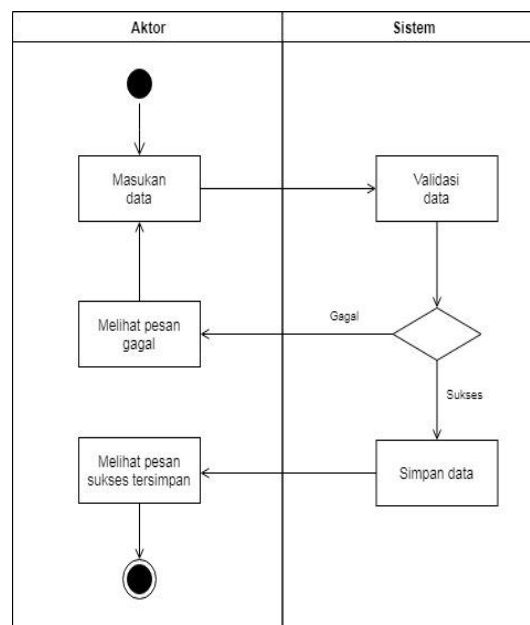 Aktor
Sistem
Masukan
data
Validasi
data
Melihat pesan
gagal
Gagal
Sukses
Melihat pesan
sukses tersimpan
Simpan data